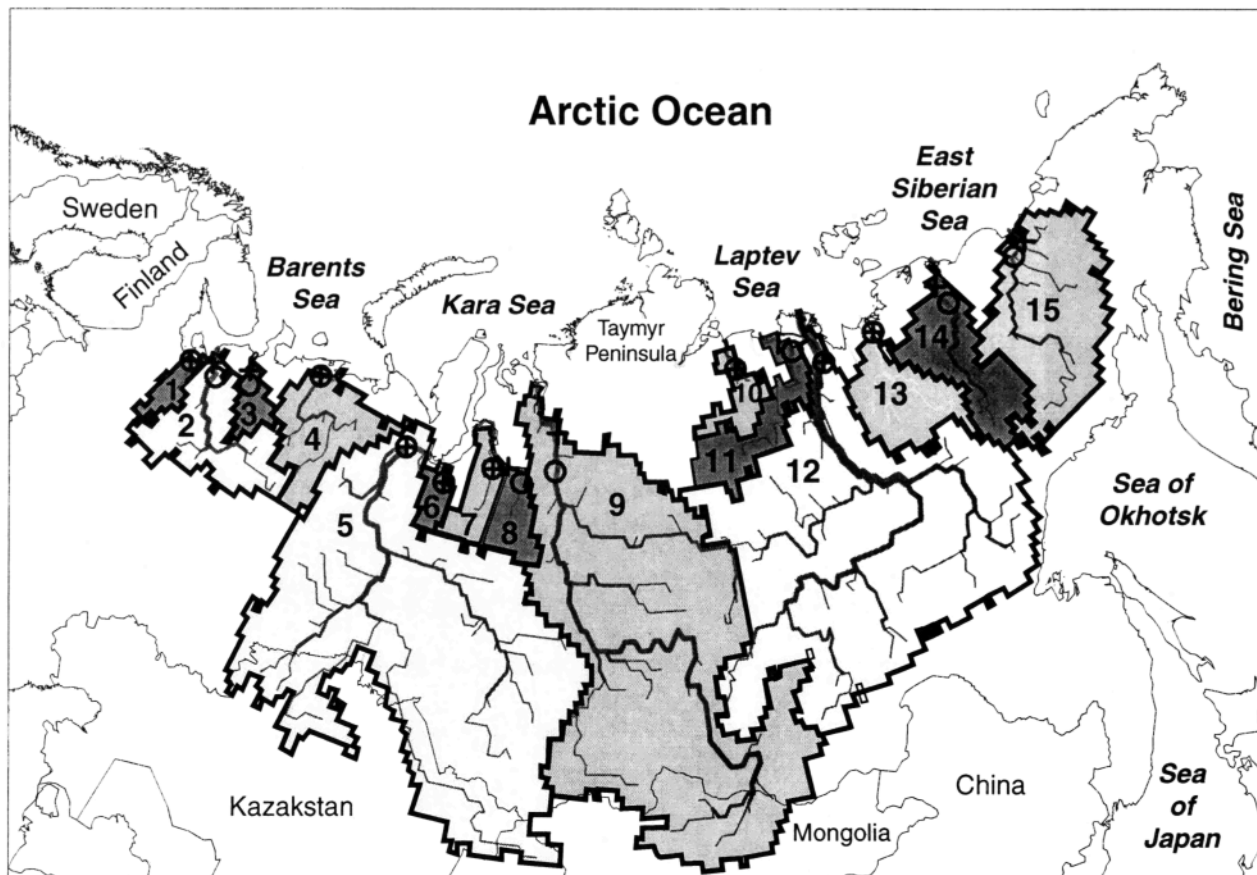 Arctic Ocean
East
Siberian
Sea
Bering Sea
Sweden
Finland
Barents
Sea
Kara Sea
Laptev
Sea
Taymyr
Peninsula
1
2
3
4
5
6
7
8
9
10
11
12
13
14
15
Sea of
Okhotsk
Kazakstan
Mongolia
China
Sea
of
Japan